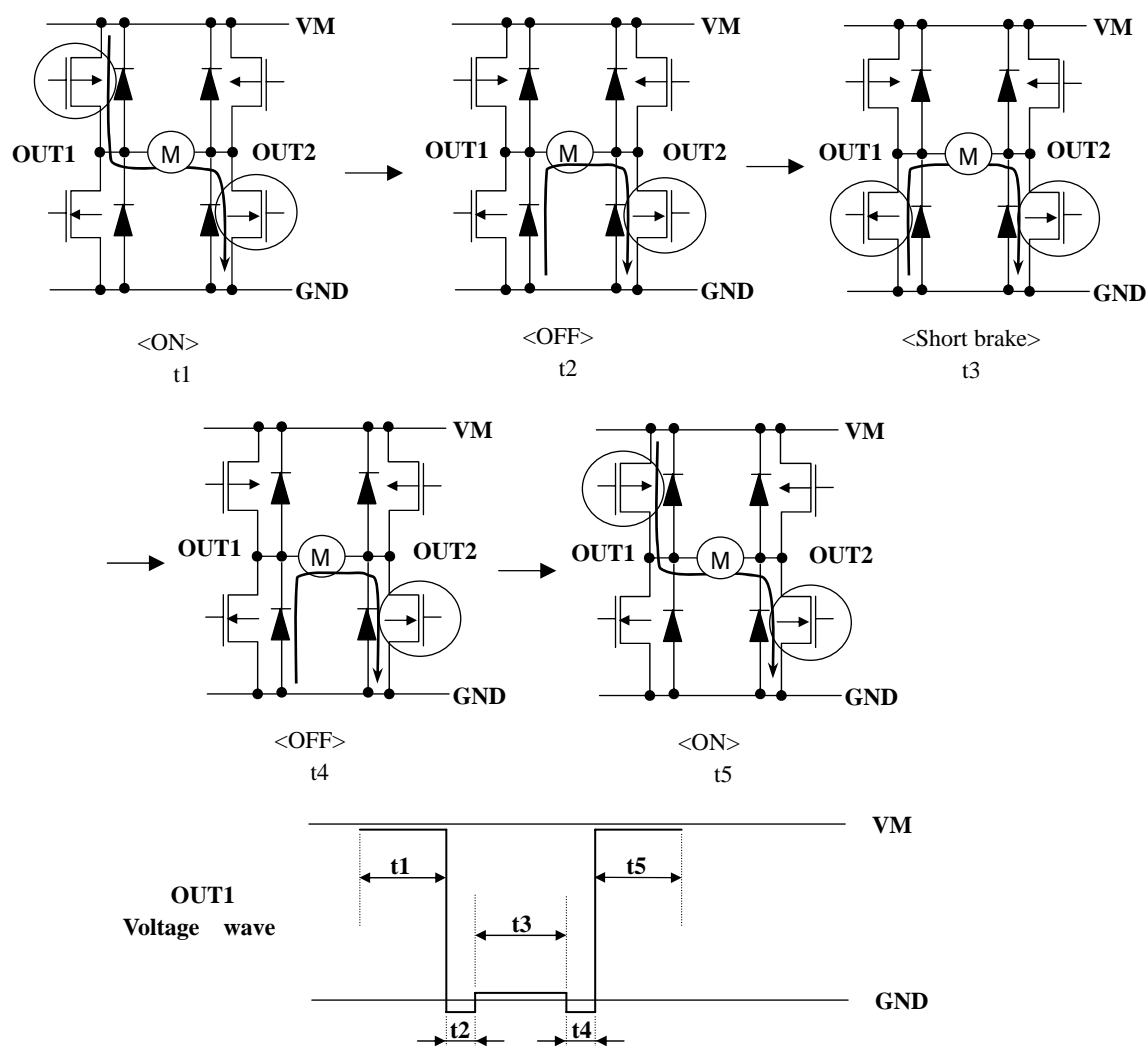 VM VM VM
M M M
OUT1 OUT2 OUT1 OUT2 OUT1 OUT2
GND GND GND
<ON> <OFF> <Short brake>
t1 t2 t3
VM VM
OUT1 M OUT2 OUT1 M OUT2
GND GND
<OFF> <ON>
t4 t5
VM
t1 t5
OUT1
t3
Voltage wave
GND
t2 t4